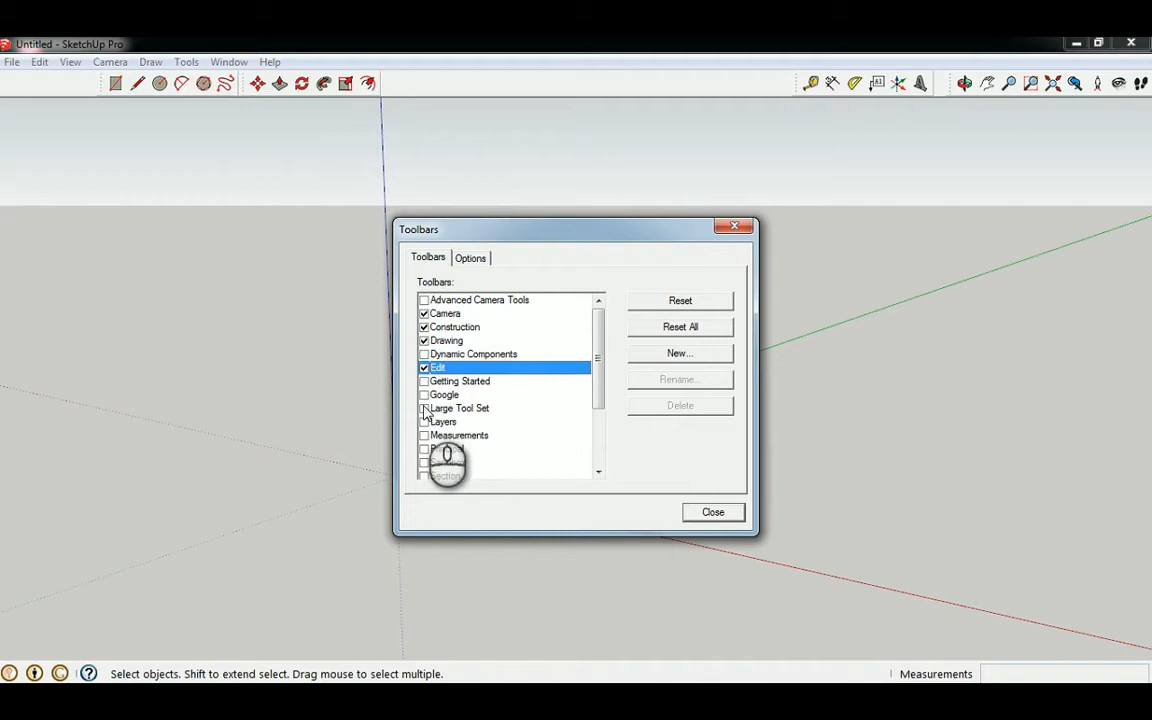 Untitled - SketchUp Pro
File Edit View Camera Draw Tools Window Help
A1
Toolbars
Toolbars Options
Toolbars:
Advanced Camera Tools
Camera
Construction
Drawing
Dynamic Components
Edit
Getting Started
Google
Large Tool Set
Layers
Measurements
Section
Reset
Reset All
New...
Rename...
Delete
Close
Select objects. Shift to extend select. Drag mouse to select multiple.
Measurements